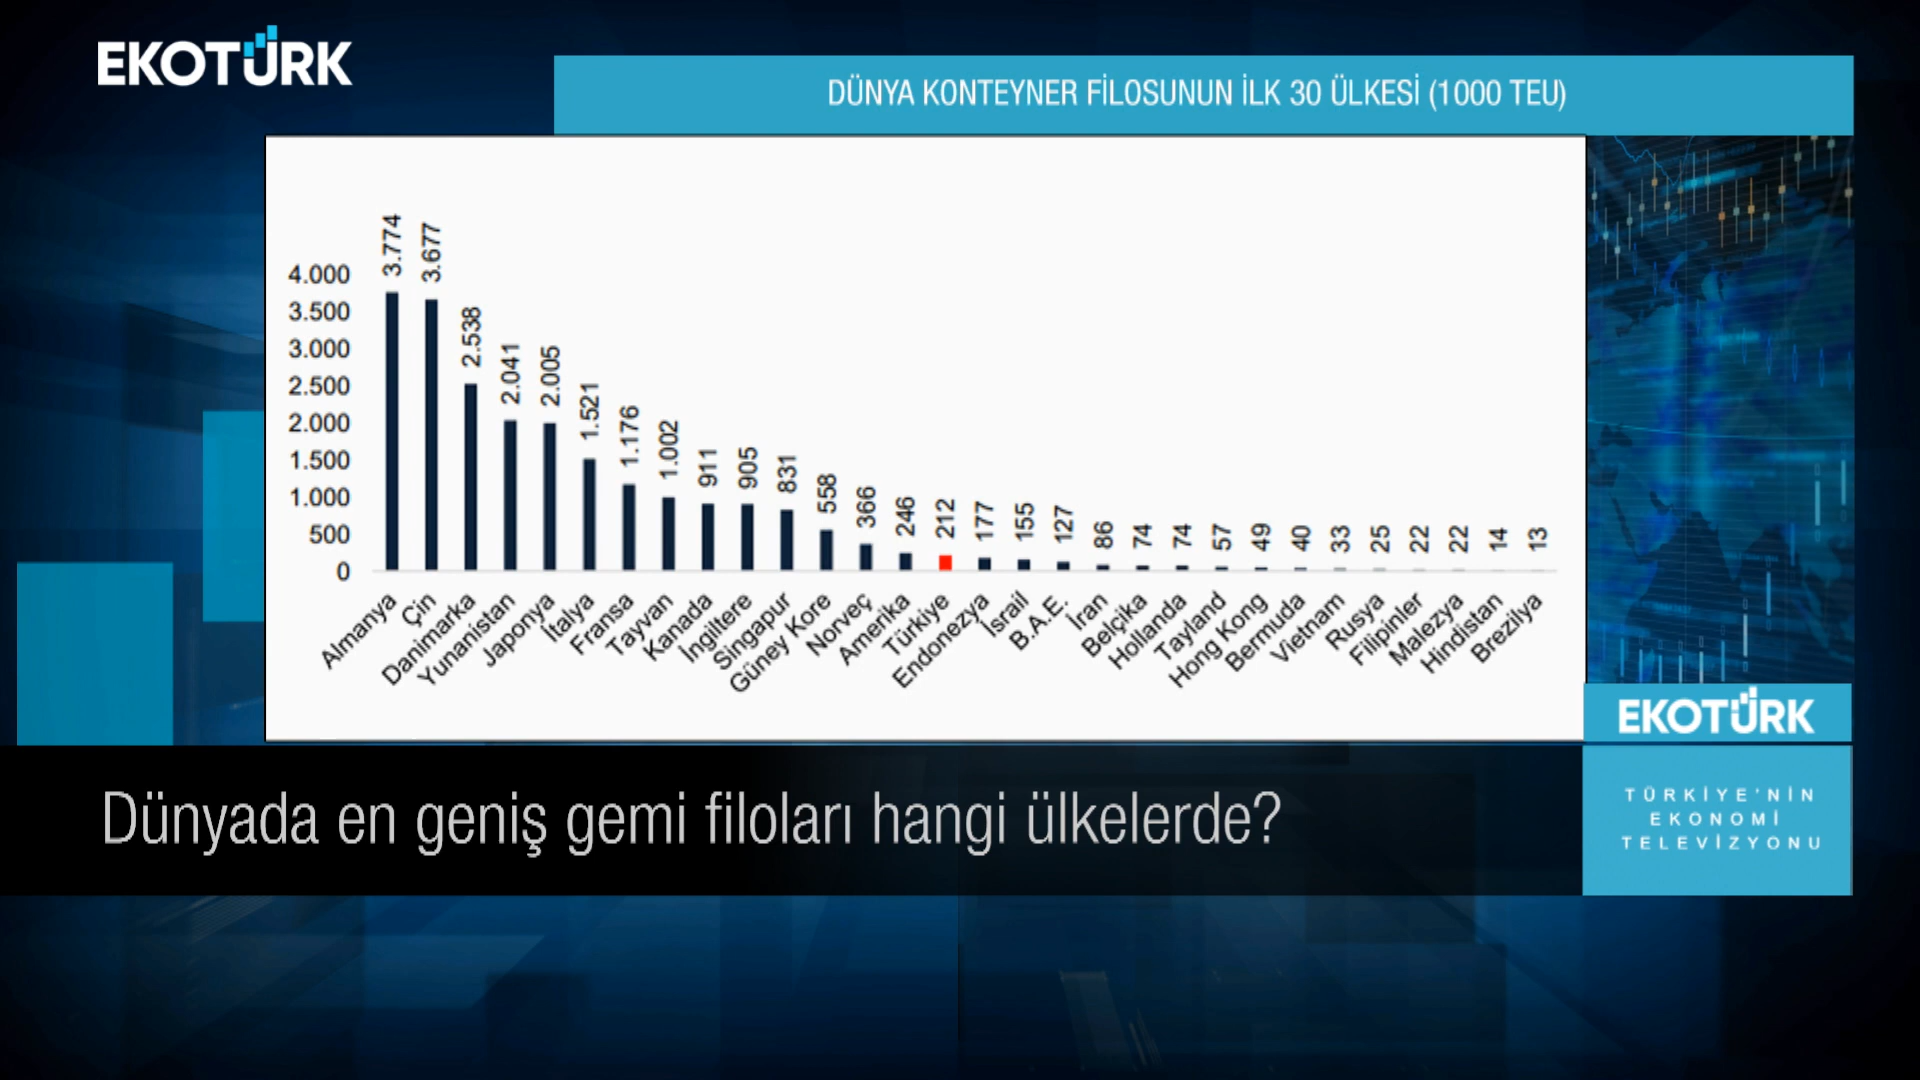 EKOTÜRK
DÜNYA KONTEYNER FİLOSUNUN İLK 30 ÜLKESİ (1000 TEU)
4.000
3.500
3.000
2.500
2.000
1.500
1.000
500
0
3.774
3.677
2.538
2.041
2.005
1.521
1.176
1.002
911
905
831
558
366
246
212
177
155
127
86
74
74
57
49
40
33
25
22
22
14
13
Almanya
Çin
Danimarka
Yunanistan
Japonya
İtalya
Fransa
Tayvan
Kanada
İngiltere
Singapur
Güney Kore
Norveç
Amerika
Türkiye
Endonezya
İsrail
B.A.E.
İran
Belçika
Hollanda
Tayland
Hong Kong
Bermuda
Vietnam
Rusya
Filipinler
Malezya
Hindistan
Brezilya
EKOTÜRK
Dünyada en geniş gemi filoları hangi ülkelerde?
TÜRKİYE'NİN
EKONOMİ
TELEVİZYONU